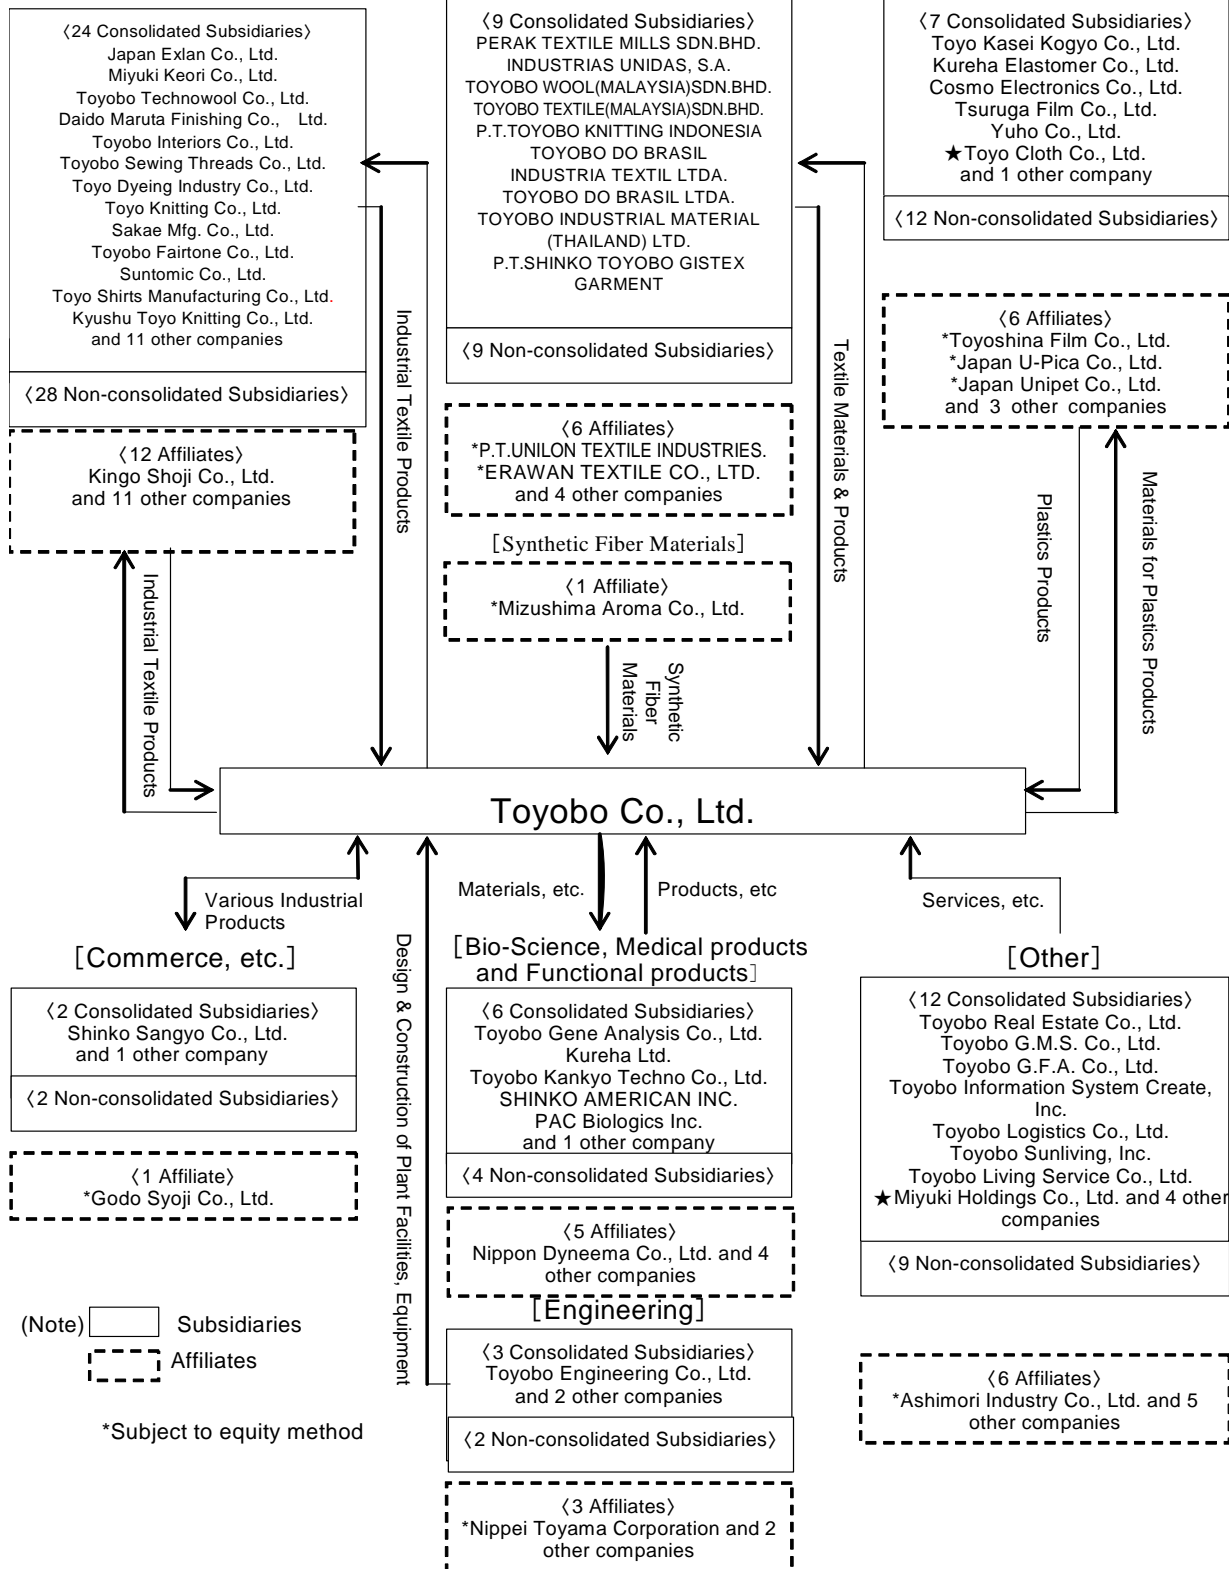 〈24 Consolidated Subsidiaries〉
Japan Exlan Co., Ltd.
Miyuki Keori Co., Ltd.
Toyobo Technowool Co., Ltd.
Daido Maruta Finishing Co., Ltd.
Toyobo Interiors Co., Ltd.
Toyobo Sewing Threads Co., Ltd.
Toyo Dyeing Industry Co., Ltd.
Toyo Knitting Co., Ltd.
Sakae Mfg. Co., Ltd.
Toyobo Fairtone Co., Ltd.
Suntomic Co., Ltd.
Toyo Shirts Manufacturing Co., Ltd.
Kyushu Toyo Knitting Co., Ltd.
and 11 other companies
〈28 Non-consolidated Subsidiaries〉
〈12 Affiliates〉
Kingo Shoji Co., Ltd.
and 11 other companies
Industrial Textile Products
Industrial Textile Products
〈9 Consolidated Subsidiaries〉
PERAK TEXTILE MILLS SDN.BHD.
INDUSTRIAS UNIDAS, S.A.
TOYOBO WOOL(MALAYSIA)SDN.BHD.
TOYOBO TEXTILE(MALAYSIA)SDN.BHD.
P.T.TOYOBO KNITTING INDONESIA
TOYOBO DO BRASIL
INDUSTRIA TEXTIL LTDA.
TOYOBO DO BRASIL LTDA.
TOYOBO INDUSTRIAL MATERIAL
(THAILAND) LTD.
P.T.SHINKO TOYOBO GISTEX
GARMENT
〈9 Non-consolidated Subsidiaries〉
〈6 Affiliates〉
*P.T.UNILON TEXTILE INDUSTRIES.
*ERAWAN TEXTILE CO., LTD.
and 4 other companies
[Synthetic Fiber Materials]
〈1 Affiliate〉
*Mizushima Aroma Co., Ltd.
Synthetic
Fiber
Materials
Textile Materials & Products
〈7 Consolidated Subsidiaries〉
Toyo Kasei Kogyo Co., Ltd.
Kureha Elastomer Co., Ltd.
Cosmo Electronics Co., Ltd.
Tsuruga Film Co., Ltd.
Yuho Co., Ltd.
★Toyo Cloth Co., Ltd.
and 1 other company
〈12 Non-consolidated Subsidiaries〉
〈6 Affiliates〉
*Toyoshina Film Co., Ltd.
*Japan U-Pica Co., Ltd.
*Japan Unipet Co., Ltd.
and 3 other companies
Plastics Products
Materials for Plastics Products
Toyobo Co., Ltd.
Various Industrial
Products
[Commerce, etc.]
〈2 Consolidated Subsidiaries〉
Shinko Sangyo Co., Ltd.
and 1 other company
〈2 Non-consolidated Subsidiaries〉
〈1 Affiliate〉
*Godo Syoji Co., Ltd.
Design & Construction of Plant Facilities, Equipment
Materials, etc.
Products, etc
[Bio-Science, Medical products
and Functional products]
〈6 Consolidated Subsidiaries〉
Toyobo Gene Analysis Co., Ltd.
Kureha Ltd.
Toyobo Kankyo Techno Co., Ltd.
SHINKO AMERICAN INC.
PAC Biologics Inc.
and 1 other company
〈4 Non-consolidated Subsidiaries〉
〈5 Affiliates〉
Nippon Dyneema Co., Ltd. and 4
other companies
[Engineering]
〈3 Consolidated Subsidiaries〉
Toyobo Engineering Co., Ltd.
and 2 other companies
〈2 Non-consolidated Subsidiaries〉
〈3 Affiliates〉
*Nippei Toyama Corporation and 2
other companies
Services, etc.
[Other]
〈12 Consolidated Subsidiaries〉
Toyobo Real Estate Co., Ltd.
Toyobo G.M.S. Co., Ltd.
Toyobo G.F.A. Co., Ltd.
Toyobo Information System Create,
Inc.
Toyobo Logistics Co., Ltd.
Toyobo Sunliving, Inc.
Toyobo Living Service Co., Ltd.
★Miyuki Holdings Co., Ltd. and 4 other
companies
〈9 Non-consolidated Subsidiaries〉
〈6 Affiliates〉
*Ashimori Industry Co., Ltd. and 5
other companies
(Note) Subsidiaries
Affiliates
*Subject to equity method